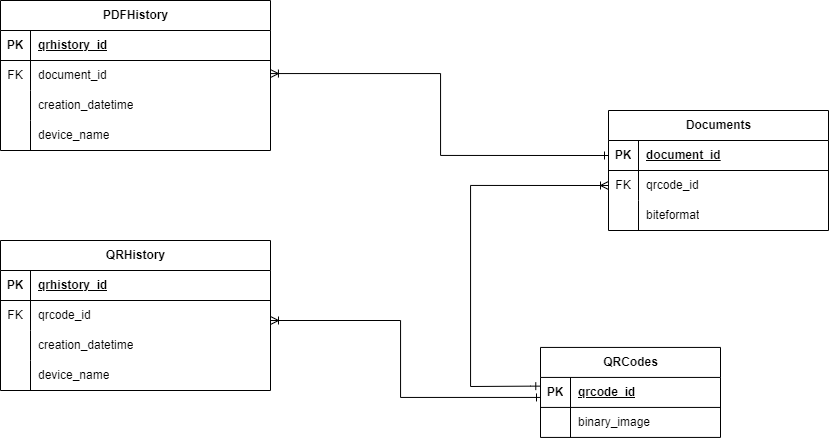 PDFHistory
PK qrhistory_id
FK document_id
creation_datetime
device_name
Documents
PK document_id
FK qrcode_id
biteformat
QRHistory
PK qrhistory_id
FK qrcode_id
creation_datetime
device_name
QRCodes
PK qrcode_id
binary_image